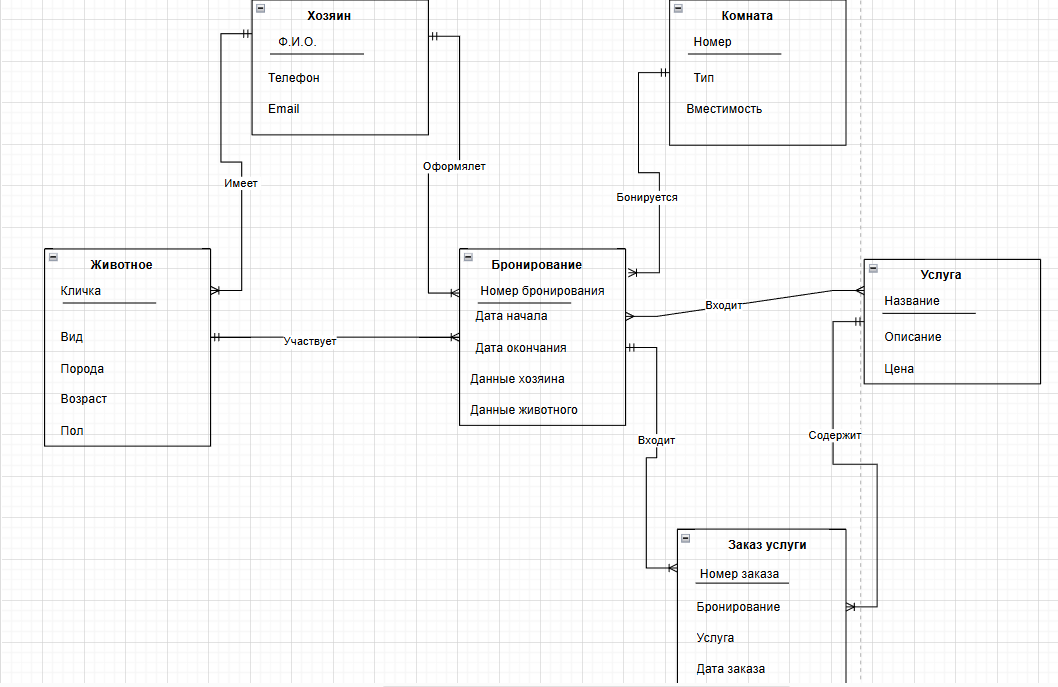 Хозяин
Ф.И.О.
Телефон
Email
Комната
Номер
Тип
Вместимость
Имеет
Оформялет
Бонируется
Животное
Кличка
Вид
Порода
Возраст
Пол
Бронирование
Номер бронирования
Дата начала
Дата окончания
Данные хозяина
Данные животного
Услуга
Название
Описание
Цена
Участвует
Входит
Входит
Содержит
Заказ услуги
Номер заказа
Бронирование
Услуга
Дата заказа